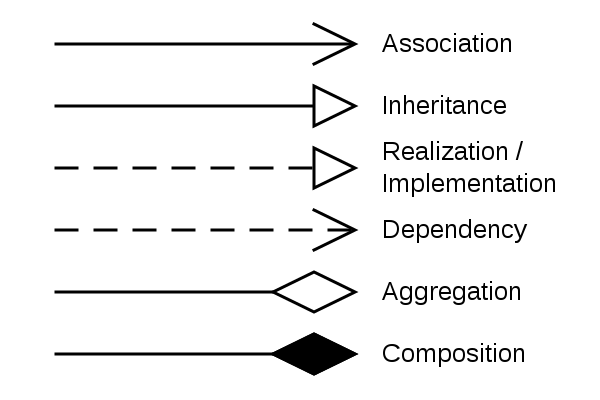 Association
Inheritance
Realization /
Implementation
Dependency
Aggregation
Composition